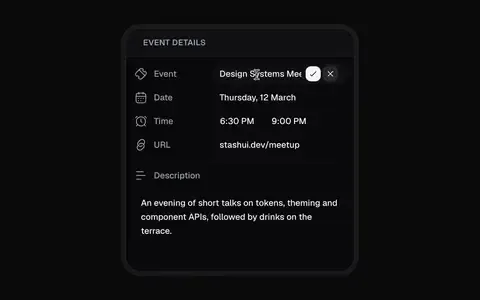 EVENT DETAILS
Event Design Systems Mee
Date Thursday, 12 March
Time 6:30 PM 9:00 PM
URL stashui.dev/meetup
Description
An evening of short talks on tokens, theming and
component APIs, followed by drinks on the
terrace.